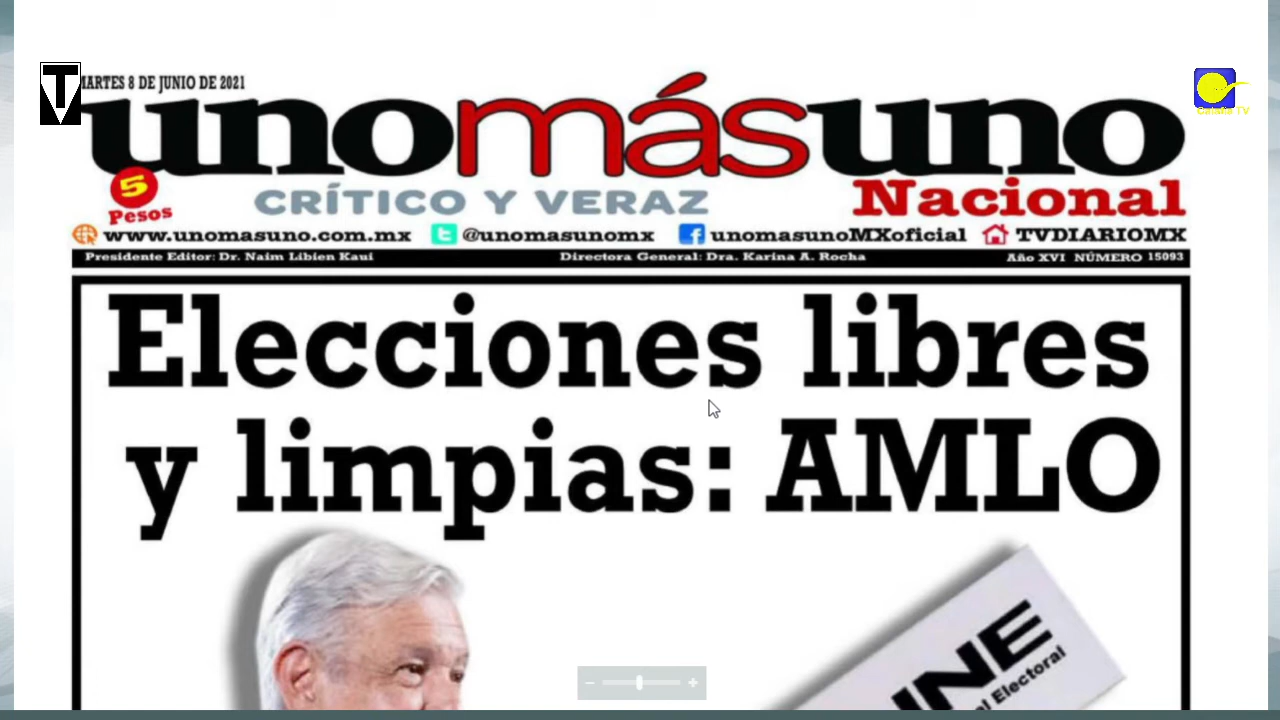 MARTES 8 DE JUNIO DE 2021
unomásuno
5 Pesos
CRÍTICO Y VERAZ
Nacional
www.unomasuno.com.mx @unomasunomx unomasunoMXoficial TVDIARIOMX
Presidente Editor: Dr. Naim Libien Kaui Directora General: Dra. Karina A. Rocha Año XVI NÚMERO 15093
Elecciones libres
y limpias: AMLO
INE
l Electoral